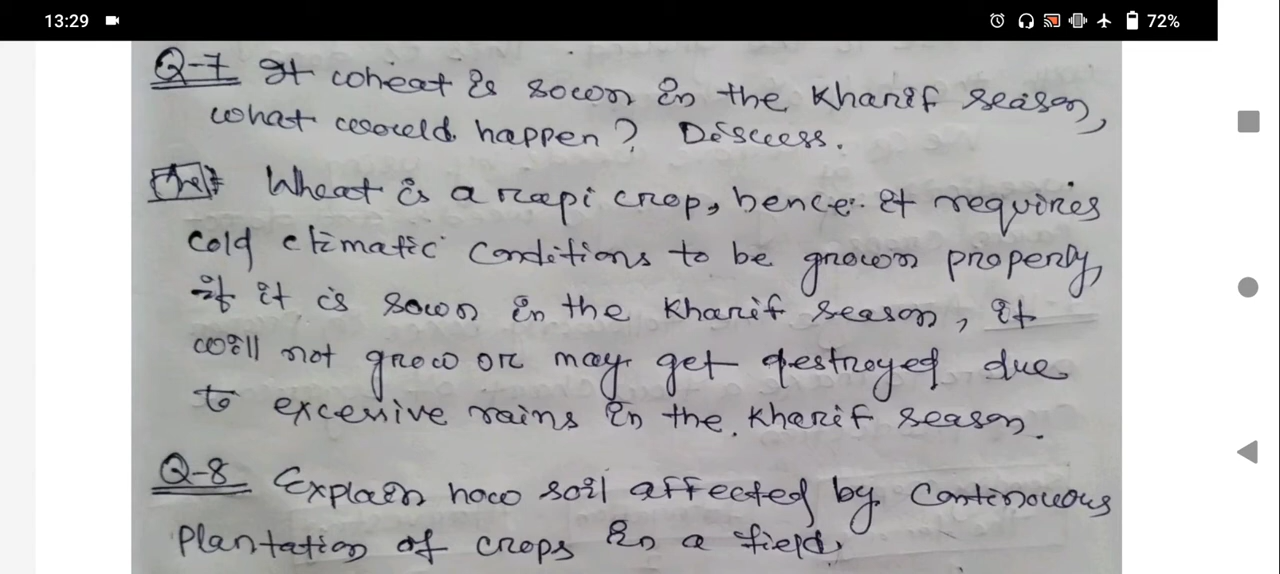 13:29
72%
Q-7 If wheat is sown in the Kharif season,
what would happen? Discuss.
Ans: Wheat is a rapi crop, hence it requires
cold climatic conditions to be grown properly,
if it is sown in the Kharif season, it
will not grow or may get destroyed due
to excessive rains in the Kharif season.
Q-8 Explain how soil affected by continuous
plantation of crops in a field.